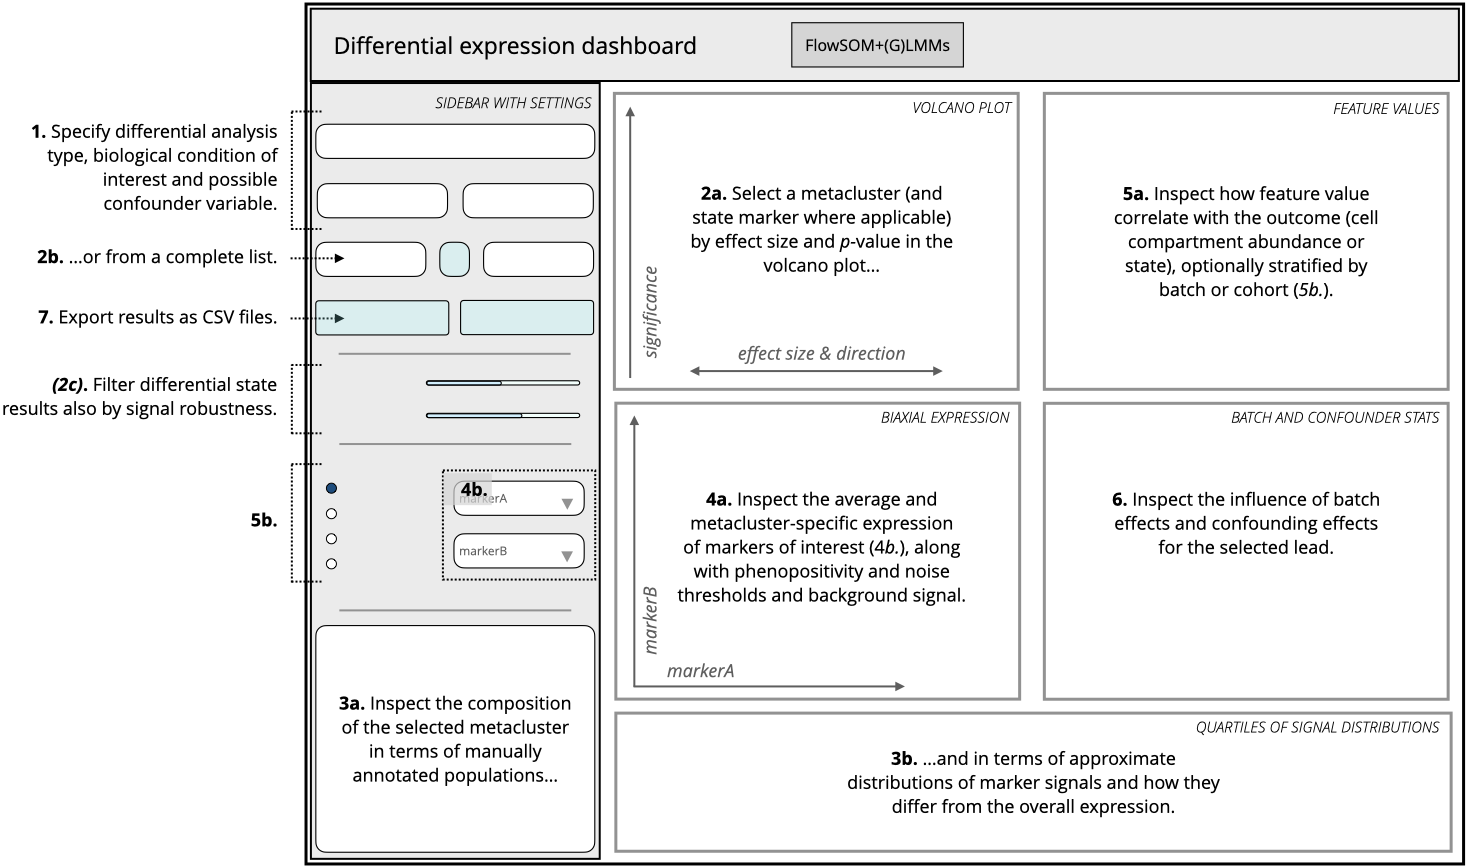 Differential expression dashboard
FlowSOM+(G)LMMs
SIDEBAR WITH SETTINGS
1. Specify differential analysis
type, biological condition of
interest and possible
confounder variable.
2b. ...or from a complete list.
7. Export results as CSV files.
(2c). Filter differential state
results also by signal robustness.
5b.
4b.
markerA
markerB
3a. Inspect the composition
of the selected metacluster
in terms of manually
annotated populations...
VOLCANO PLOT
2a. Select a metacluster (and
state marker where applicable)
by effect size and p-value in the
volcano plot...
significance
effect size & direction
FEATURE VALUES
5a. Inspect how feature value
correlate with the outcome (cell
compartment abundance or
state), optionally stratified by
batch or cohort (5b.).
BIAXIAL EXPRESSION
4a. Inspect the average and
metacluster-specific expression
of markers of interest (4b.), along
with phenopositivity and noise
thresholds and background signal.
markerB
markerA
BATCH AND CONFOUNDER STATS
6. Inspect the influence of batch
effects and confounding effects
for the selected lead.
QUARTILES OF SIGNAL DISTRIBUTIONS
3b. ...and in terms of approximate
distributions of marker signals and how they
differ from the overall expression.